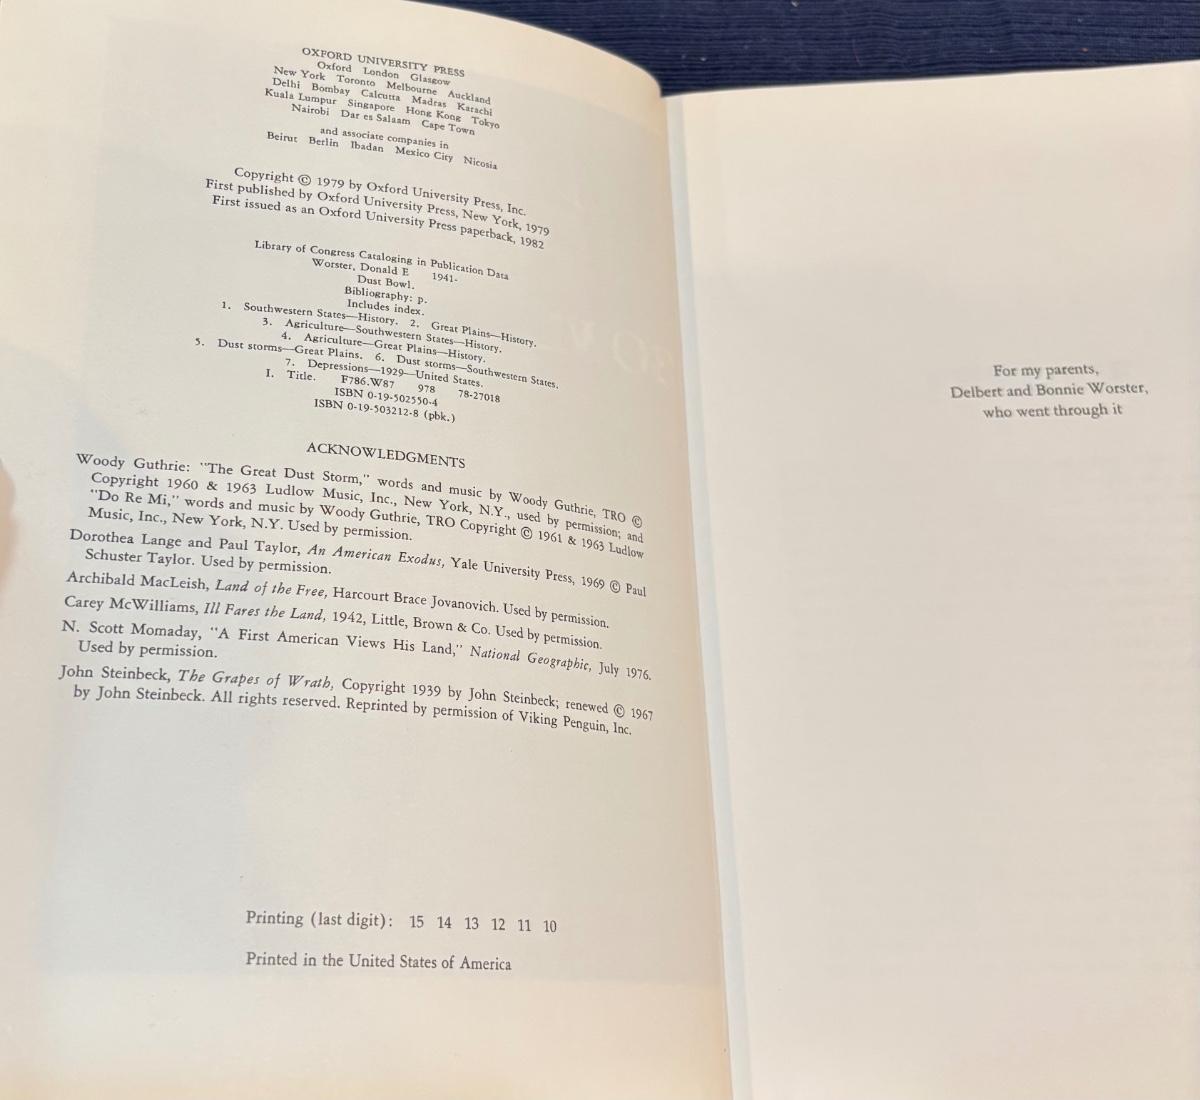 OXFORD UNIVERSITY PRESS
Oxford London Glasgow
New York Toronto Melbourne Auckland
Delhi Bombay Calcutta Madras Karachi
Kuala Lumpur Singapore Hong Kong Tokyo
Nairobi Dar es Salaam Cape Town
and associate companies in
Beirut Berlin Ibadan Mexico City Nicosia
Copyright © 1979 by Oxford University Press, Inc.
First published by Oxford University Press, New York, 1979
First issued as an Oxford University Press paperback, 1982
Library of Congress Cataloging in Publication Data
Worster, Donald E 1941-
Dust Bowl.
Bibliography: p.
Includes index.
1. Southwestern States—History. 2. Great Plains—History.
3. Agriculture—Southwestern States—History.
4. Agriculture—Great Plains—History.
5. Dust storms—Great Plains. 6. Dust storms—Southwestern States.
7. Depressions—1929—United States.
I. Title. F786.W87 978 78-27018
ISBN 0-19-502550-4
ISBN 0-19-503212-8 (pbk.)
ACKNOWLEDGMENTS
Woody Guthrie: "The Great Dust Storm," words and music by Woody Guthrie, TRO ©
Copyright 1960 & 1963 Ludlow Music, Inc., New York, N.Y., used by permission; and
"Do Re Mi," words and music by Woody Guthrie, TRO Copyright © 1961 & 1963 Ludlow
Music, Inc., New York, N.Y. Used by permission.
Dorothea Lange and Paul Taylor, An American Exodus, Yale University Press, 1969 © Paul
Schuster Taylor. Used by permission.
Archibald MacLeish, Land of the Free, Harcourt Brace Jovanovich. Used by permission.
Carey McWilliams, Ill Fares the Land, 1942, Little, Brown & Co. Used by permission.
N. Scott Momaday, "A First American Views His Land," National Geographic, July 1976.
Used by permission.
John Steinbeck, The Grapes of Wrath, Copyright 1939 by John Steinbeck; renewed © 1967
by John Steinbeck. All rights reserved. Reprinted by permission of Viking Penguin, Inc.
Printing (last digit): 15 14 13 12 11 10
Printed in the United States of America
For my parents,
Delbert and Bonnie Worster,
who went through it